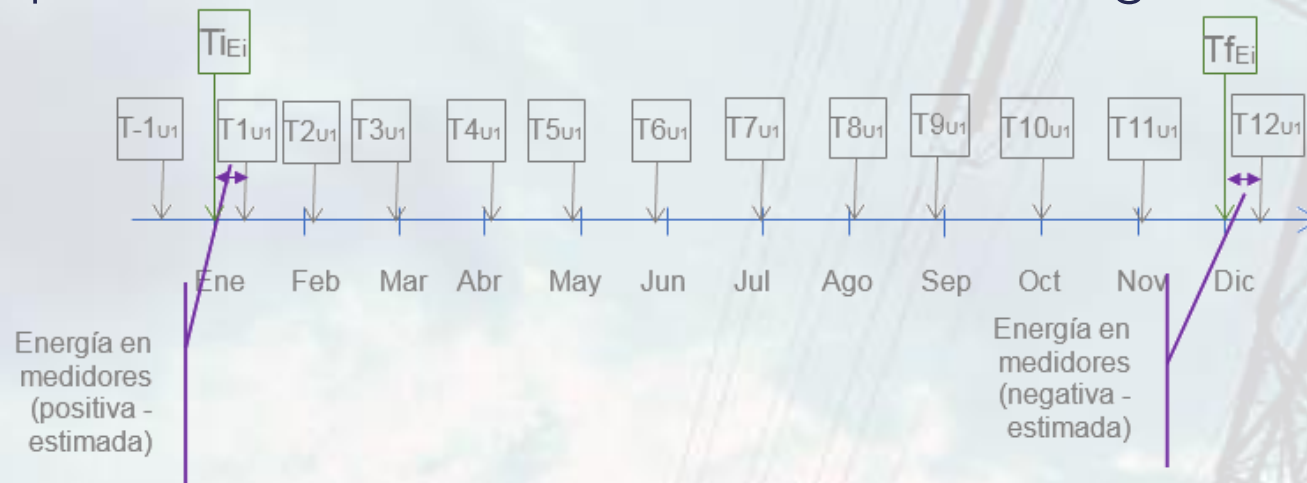 TiEi
TfEi
T-1U1
T1U1
T2U1
T3U1
T4U1
T5U1
T6U1
T7U1
T8U1
T9U1
T10U1
T11U1
T12U1
Ene Feb Mar Abr May Jun Jul Ago Sep Oct Nov Dic
Energía en
medidores
(positiva -
estimada)
Energía en
medidores
(negativa -
estimada)